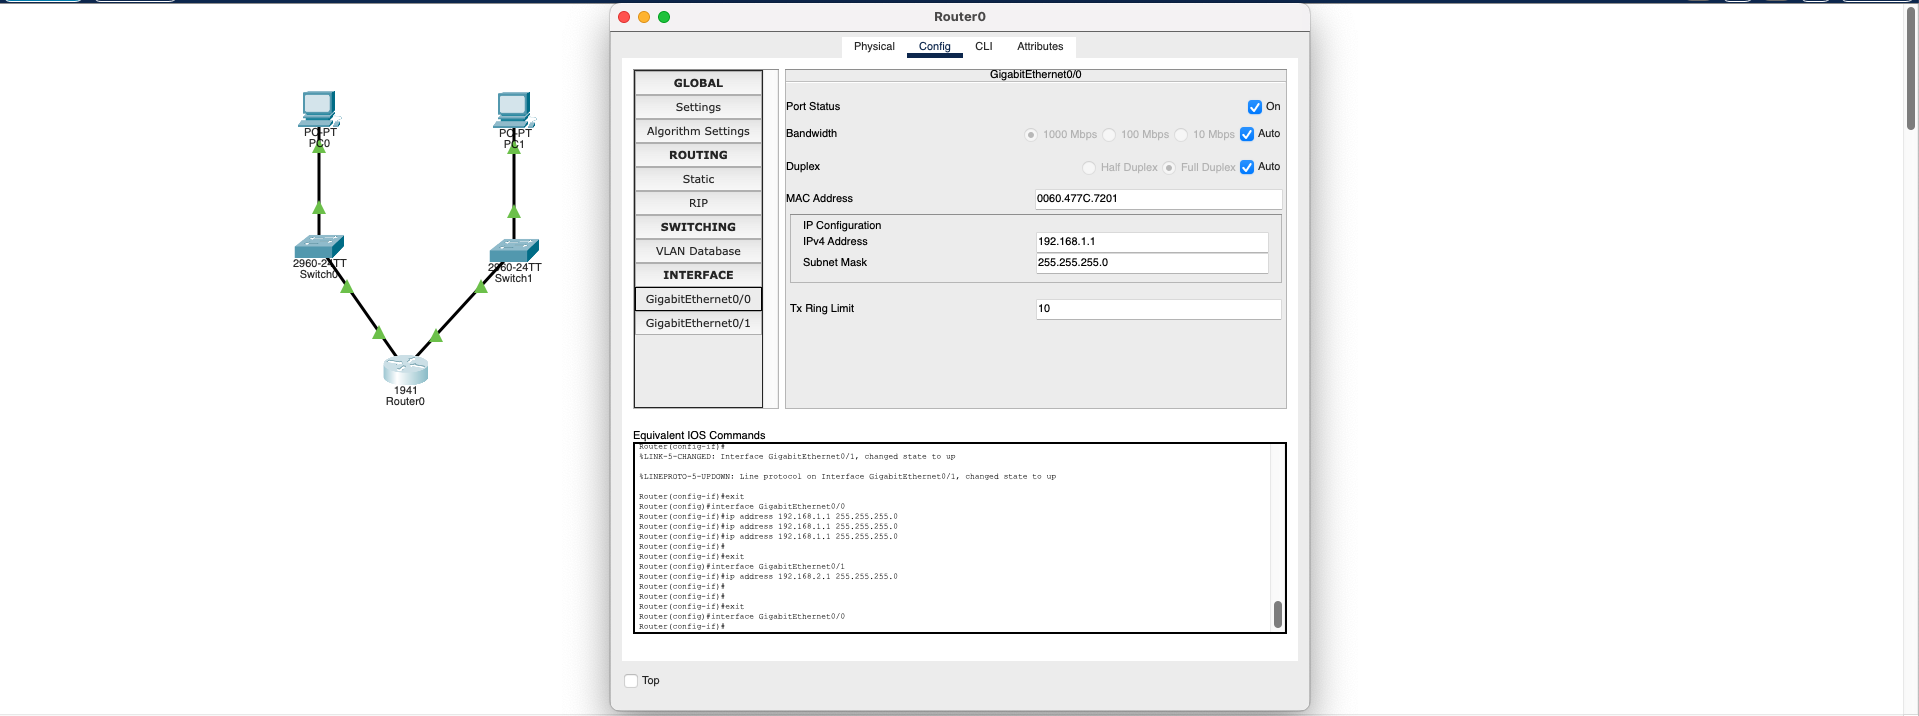 Router0
Physical Config CLI Attributes
GLOBAL
Settings
Algorithm Settings
ROUTING
Static
RIP
SWITCHING
VLAN Database
INTERFACE
GigabitEthernet0/0
GigabitEthernet0/1
GigabitEthernet0/0
Port Status On
Bandwidth 1000 Mbps 100 Mbps 10 Mbps Auto
Duplex Half Duplex Full Duplex Auto
MAC Address 0060.477C.7201
IP Configuration
IPv4 Address 192.168.1.1
Subnet Mask 255.255.255.0
Tx Ring Limit 10
Equivalent IOS Commands
Router(config-if)#
%LINK-5-CHANGED: Interface GigabitEthernet0/1, changed state to up
%LINEPROTO-5-UPDOWN: Line protocol on Interface GigabitEthernet0/1, changed state to up
Router(config-if)#exit
Router(config)#interface GigabitEthernet0/0
Router(config-if)#ip address 192.168.1.1 255.255.255.0
Router(config-if)#ip address 192.168.1.1 255.255.255.0
Router(config-if)#ip address 192.168.1.1 255.255.255.0
Router(config-if)#
Router(config-if)#exit
Router(config)#interface GigabitEthernet0/1
Router(config-if)#ip address 192.168.2.1 255.255.255.0
Router(config-if)#
Router(config-if)#
Router(config-if)#exit
Router(config)#interface GigabitEthernet0/0
Router(config-if)#
Top
PC-PT
PC0
PC-PT
PC1
2960-24TT
Switch0
2960-24TT
Switch1
1941
Router0